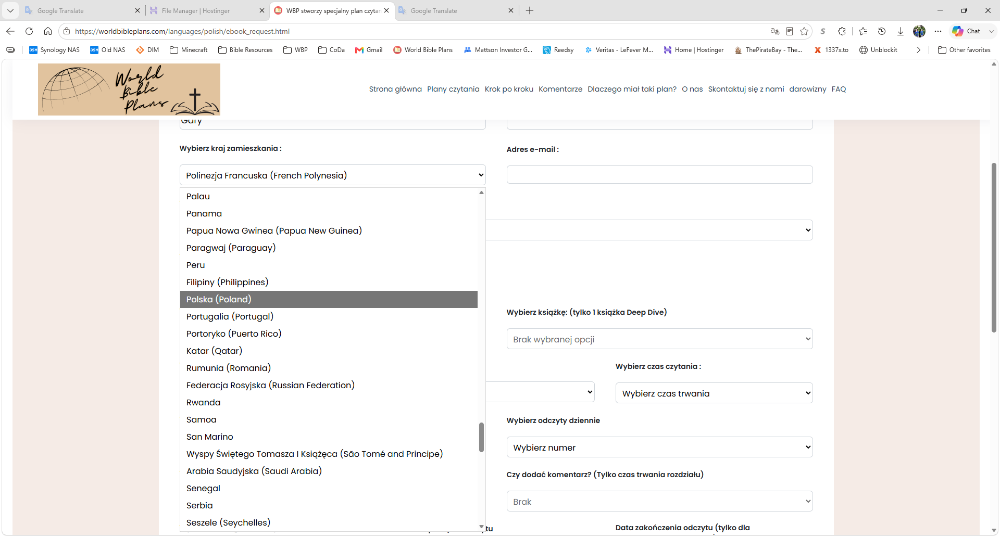 Google Translate
File Manager | Hostinger
WBP stworzy specjalny plan czytan
Google Translate
https://worldbibleplans.com/languages/polish/ebook_request.html
Chat
Synology NAS
Old NAS
DIM
Minecraft
Bible Resources
WBP
CoDa
Gmail
World Bible Plans
Mattson Investor G...
Reedsy
Veritas - LeFever M...
Home | Hostinger
ThePirateBay - The...
1337x.to
Unblockit
Other favorites
World
Bible
Plans
Strona główna Plany czytania Krok po kroku Komentarze Dlaczego miał taki plan? O nas Skontaktuj się z nami darowizny FAQ
Gary
Wybierz kraj zamieszkania :
Adres e-mail :
Polinezja Francuska (French Polynesia)
Palau
Panama
Papua Nowa Gwinea (Papua New Guinea)
Paragwaj (Paraguay)
Peru
Filipiny (Philippines)
Polska (Poland)
Portugalia (Portugal)
Portoryko (Puerto Rico)
Katar (Qatar)
Rumunia (Romania)
Federacja Rosyjska (Russian Federation)
Rwanda
Samoa
San Marino
Wyspy Świętego Tomasza I Książęca (São Tomé and Principe)
Arabia Saudyjska (Saudi Arabia)
Senegal
Serbia
Seszele (Seychelles)
Wybierz książkę: (tylko 1 książka Deep Dive)
Brak wybranej opcji
Wybierz czas czytania :
Wybierz czas trwania
Wybierz odczyty dziennie
Wybierz numer
Czy dodać komentarz? (Tylko czas trwania rozdziału)
Brak
Data zakończenia odczytu (tylko dla